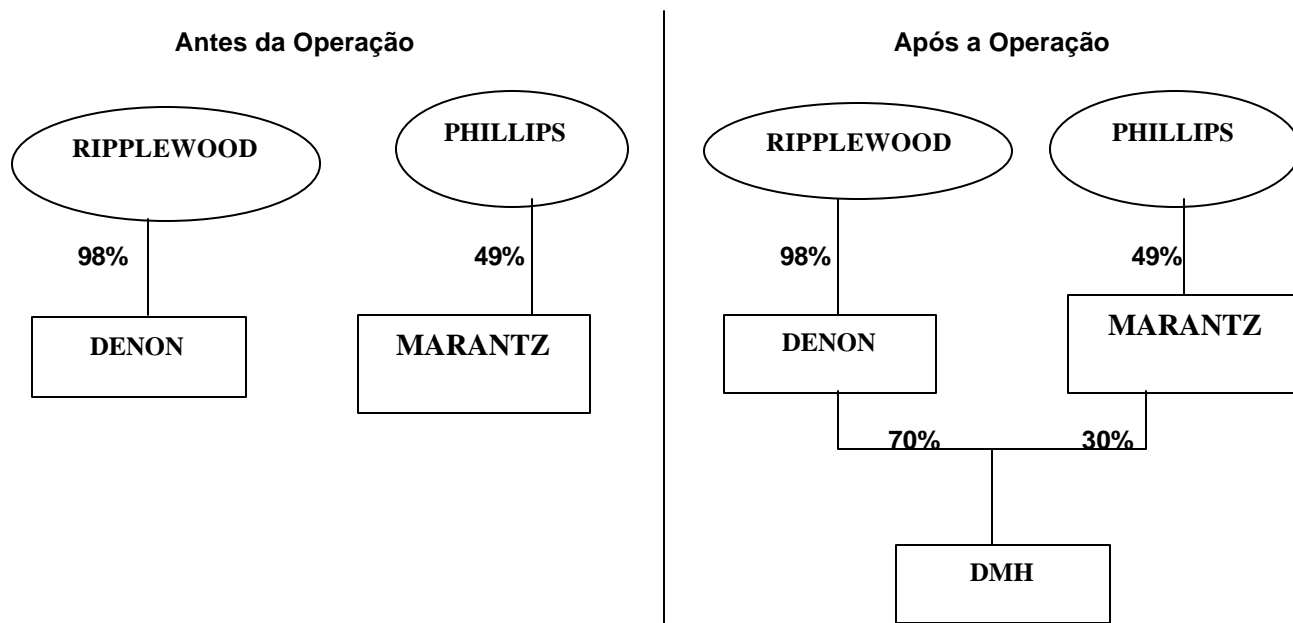 Antes da Operação
RIPPLEWOOD
PHILLIPS
98%
49%
DENON
MARANTZ
Após a Operação
RIPPLEWOOD
PHILLIPS
98%
49%
DENON
MARANTZ
70%
30%
DMH